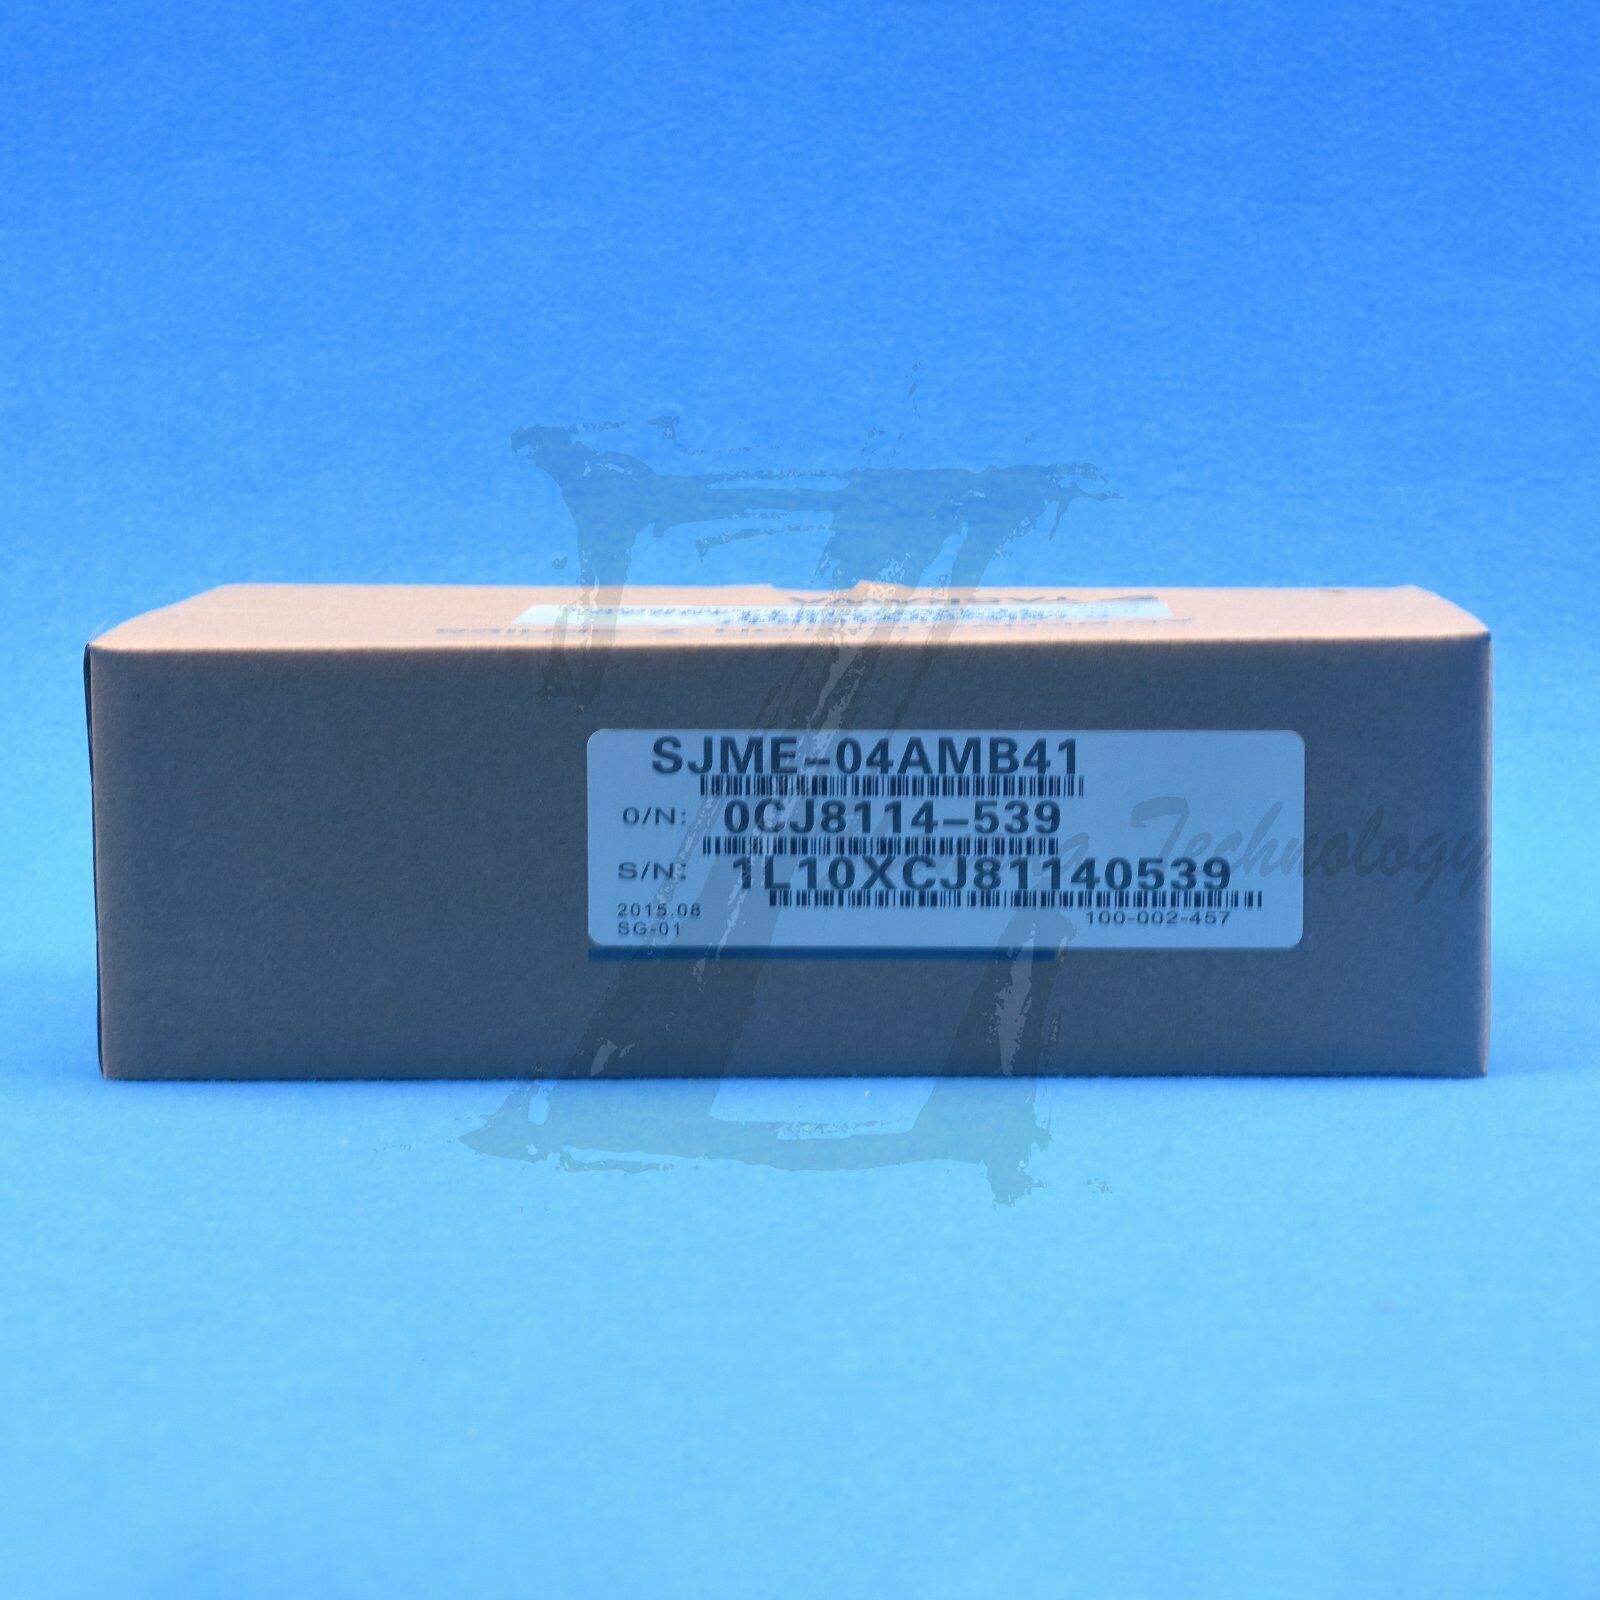 SJME-04AMB41
O/N: 0CJ8114-539
S/N: 1L10XCJ81140539
2015.08
100-002-457
SG-01
Technology